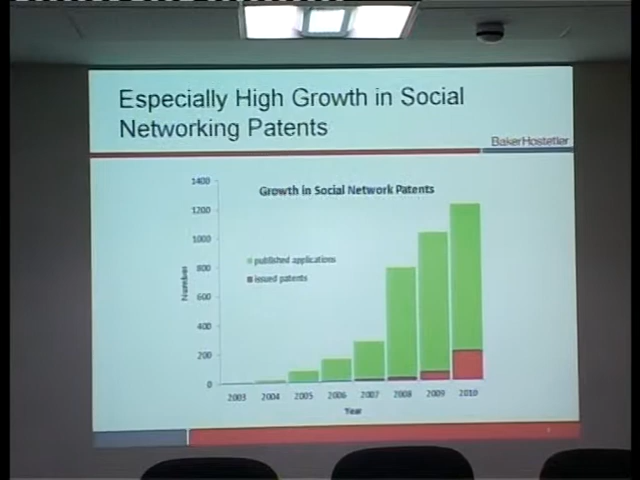 Especially High Growth in Social
Networking Patents
BakerHostetler
Growth in Social Network Patents
1400
1200
1000
800
600
400
200
0
Number
published applications
issued patents
2003 2004 2005 2006 2007 2008 2009 2010
Year